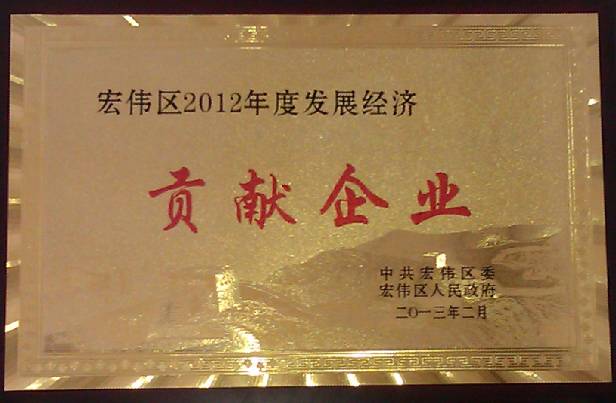 宏伟区2012年度发展经济
贡献企业
中共宏伟区委
宏伟区人民政府
二〇一三年二月